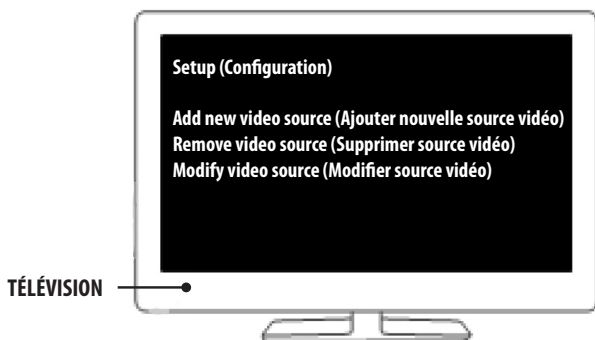 Setup (Configuration)
Add new video source (Ajouter nouvelle source vidéo)
Remove video source (Supprimer source vidéo)
Modify video source (Modifier source vidéo)
TÉLÉVISION